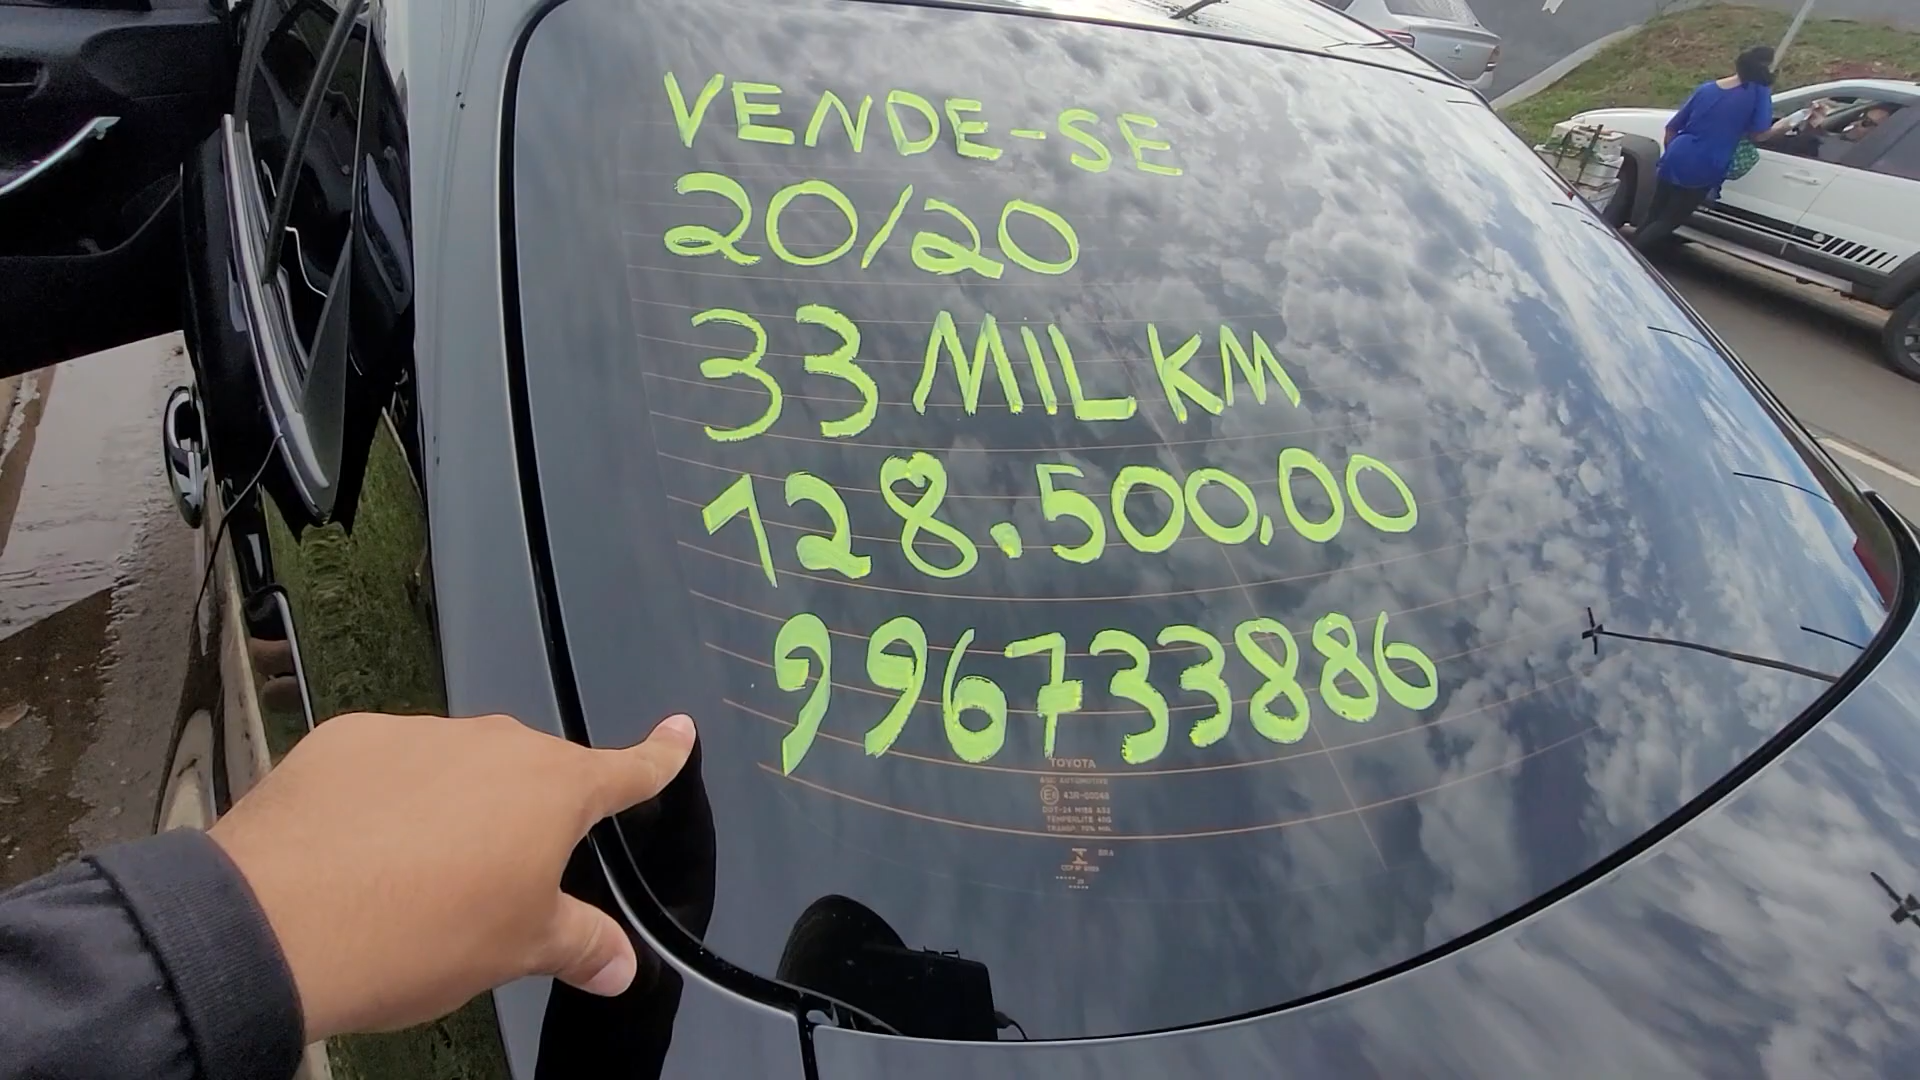 VENDE-SE
20/20
33 MIL KM
128.500,00
996733886
TOYOTA